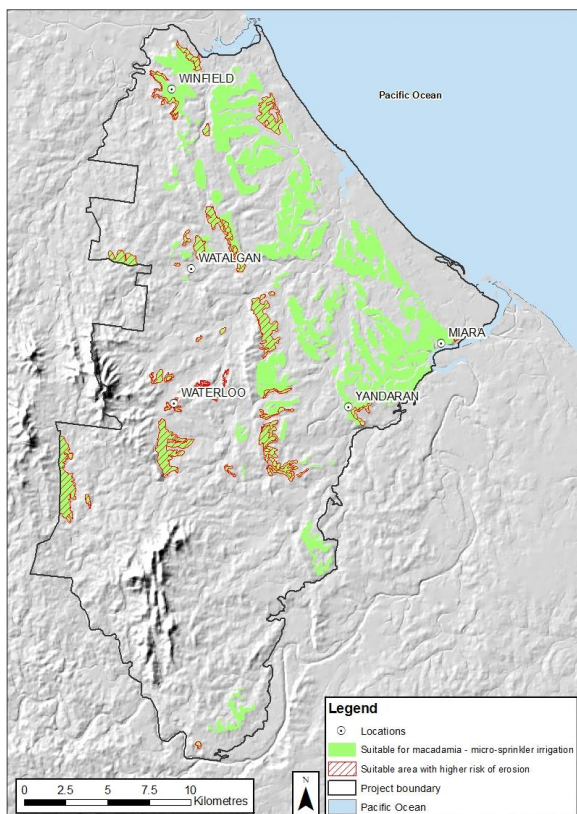 WINFIELD
Pacific Ocean
WATALGAN
MIARA
WATERLOO
YANDARAN
Legend
Locations
Suitable for macadamia - micro-sprinkler irrigation
Suitable area with higher risk of erosion
Project boundary
Pacific Ocean
0 2.5 5 7.5 10
Kilometres
N